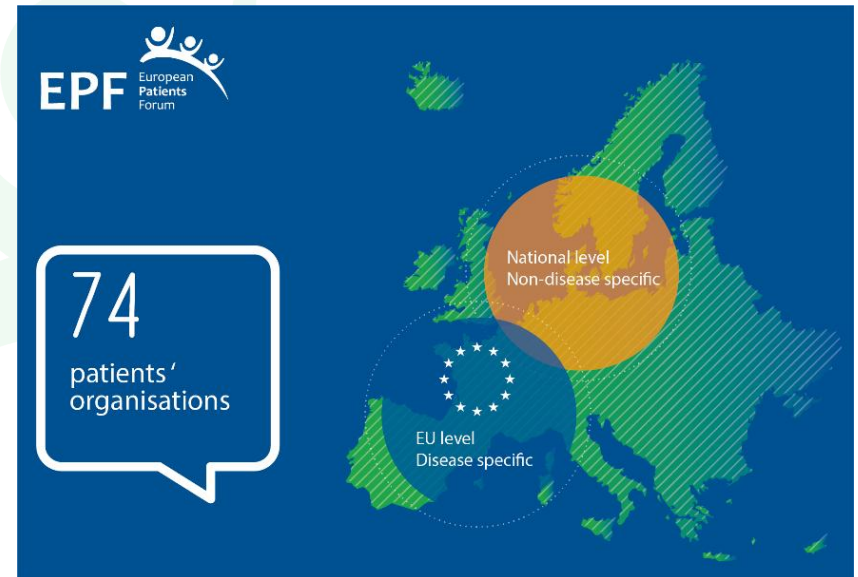 EPF
European
Patients
Forum
74
patients‘
organisations
National level
Non-disease specific
EU level
Disease specific